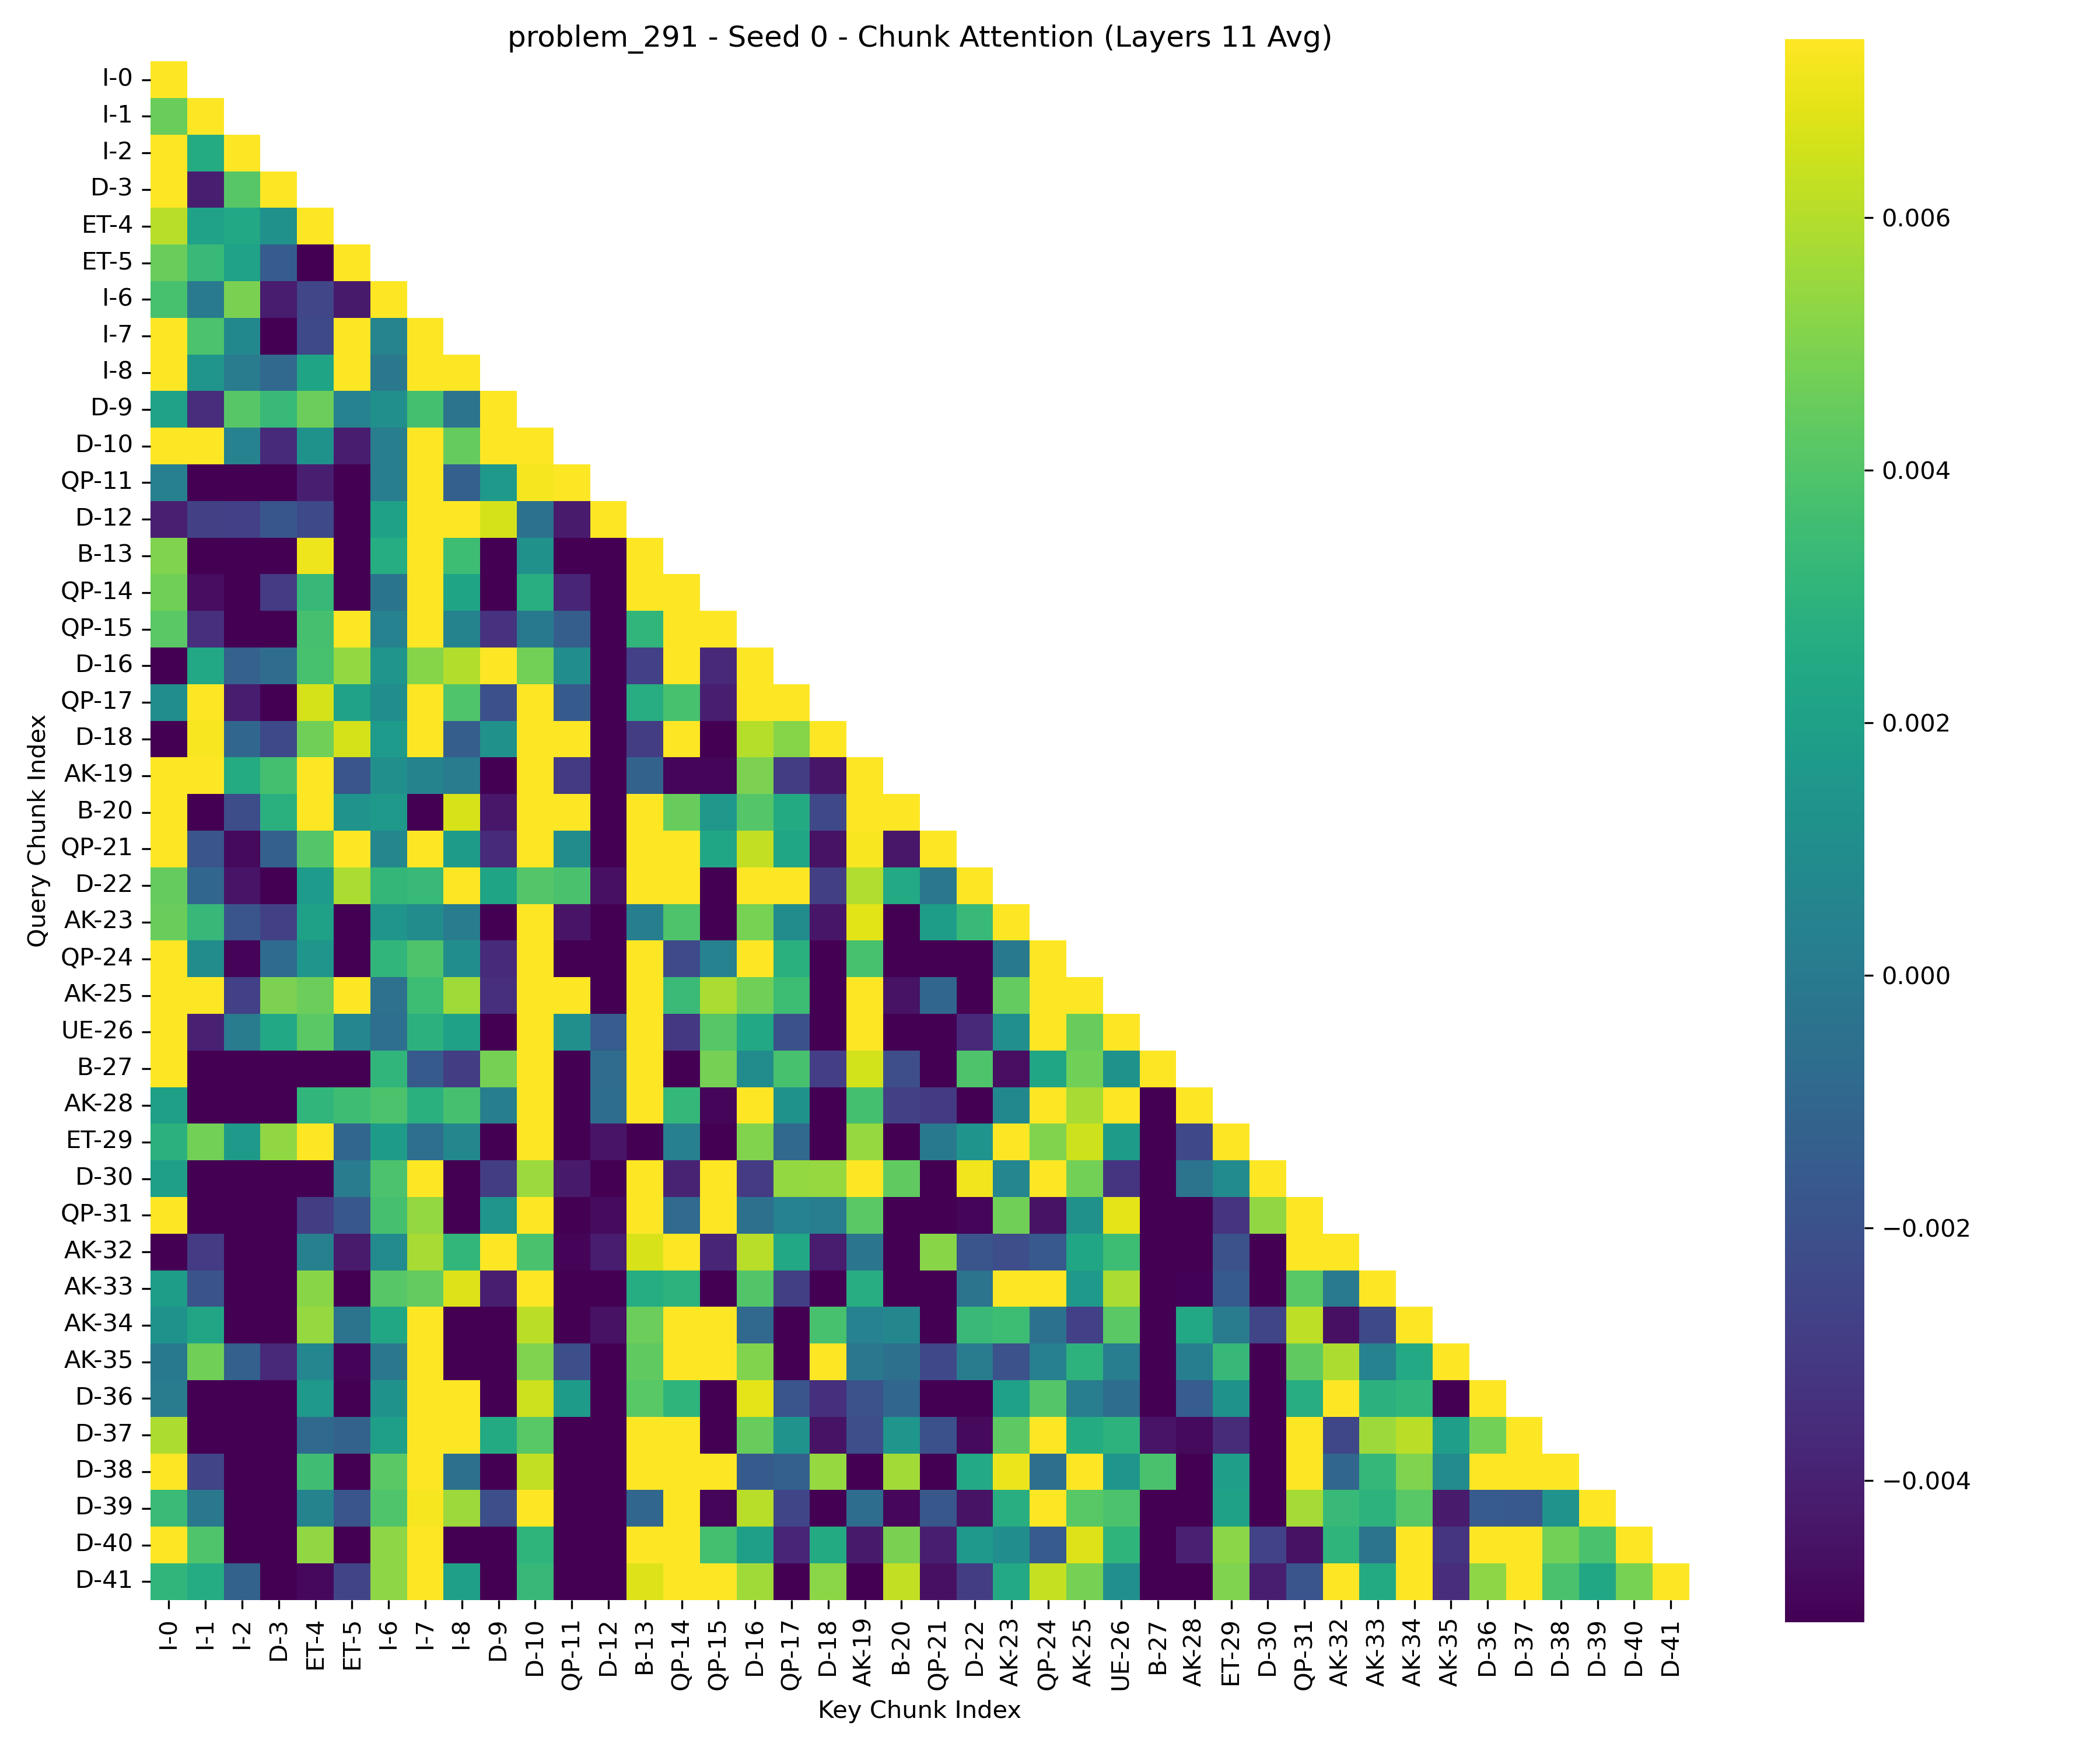 problem_291 - Seed 0 - Chunk Attention (Layers 11 Avg)
Query Chunk Index
I-0
I-1
I-2
D-3
ET-4
ET-5
I-6
I-7
I-8
D-9
D-10
QP-11
D-12
B-13
QP-14
QP-15
D-16
QP-17
D-18
AK-19
B-20
QP-21
D-22
AK-23
QP-24
AK-25
UE-26
B-27
AK-28
ET-29
D-30
QP-31
AK-32
AK-33
AK-34
AK-35
D-36
D-37
D-38
D-39
D-40
D-41
I-0 I-1 I-2 D-3 ET-4 ET-5 I-6 I-7 I-8 D-9 D-10 QP-11 D-12 B-13 QP-14 QP-15 D-16 QP-17 D-18 AK-19 B-20 QP-21 D-22 AK-23 QP-24 AK-25 UE-26 B-27 AK-28 ET-29 D-30 QP-31 AK-32 AK-33 AK-34 AK-35 D-36 D-37 D-38 D-39 D-40 D-41
Key Chunk Index
0.006
0.004
0.002
0.000
−0.002
−0.004